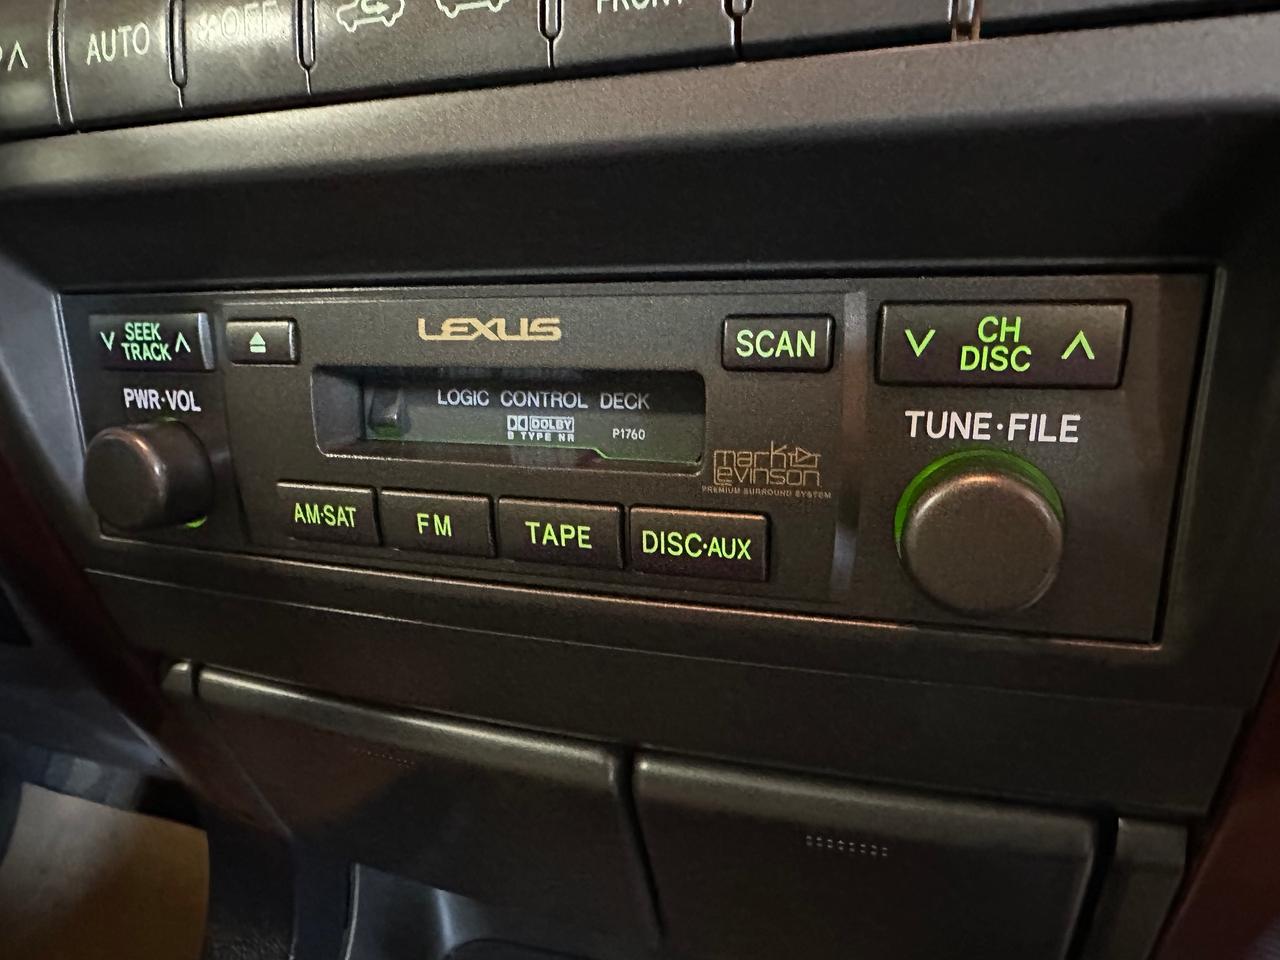 AUTO
OFF
FRONT
SEEK
TRACK
LEXUS
SCAN
CH
DISC
PWR·VOL
LOGIC CONTROL DECK
DOLBY
B TYPE NR
P1760
TUNE·FILE
mark
levinson
PREMIUM SURROUND SYSTEM
AM·SAT
FM
TAPE
DISC·AUX